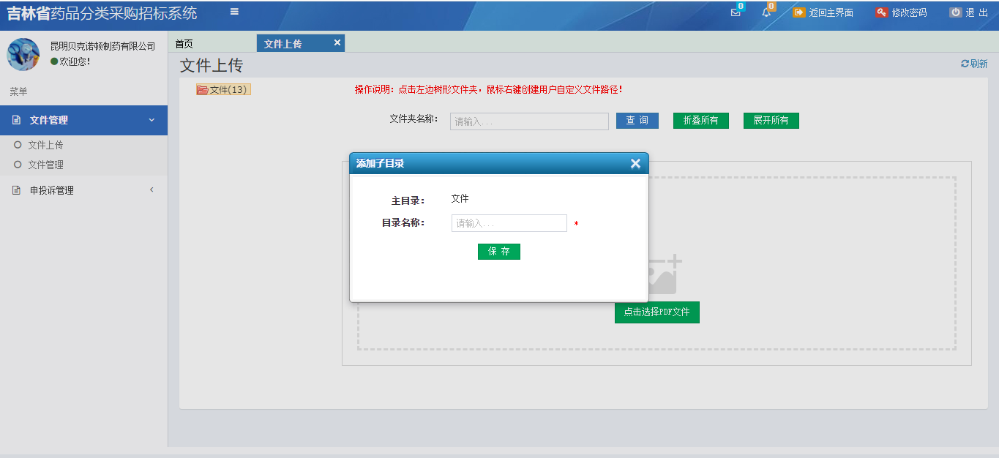 吉林省药品分类采购招标系统
0
0
返回主界面
修改密码
退 出
昆明贝克诺顿制药有限公司
欢迎您!
菜单
文件管理
文件上传
文件管理
申投诉管理
首页
文件上传
文件上传
刷新
文件(13)
操作说明：点击左边树形文件夹，鼠标右键创建用户自定义文件路径!
文件夹名称：
请输入...
查 询
折叠所有
展开所有
添加子目录
主目录：
文件
目录名称：
请输入...
*
保 存
点击选择PDF文件